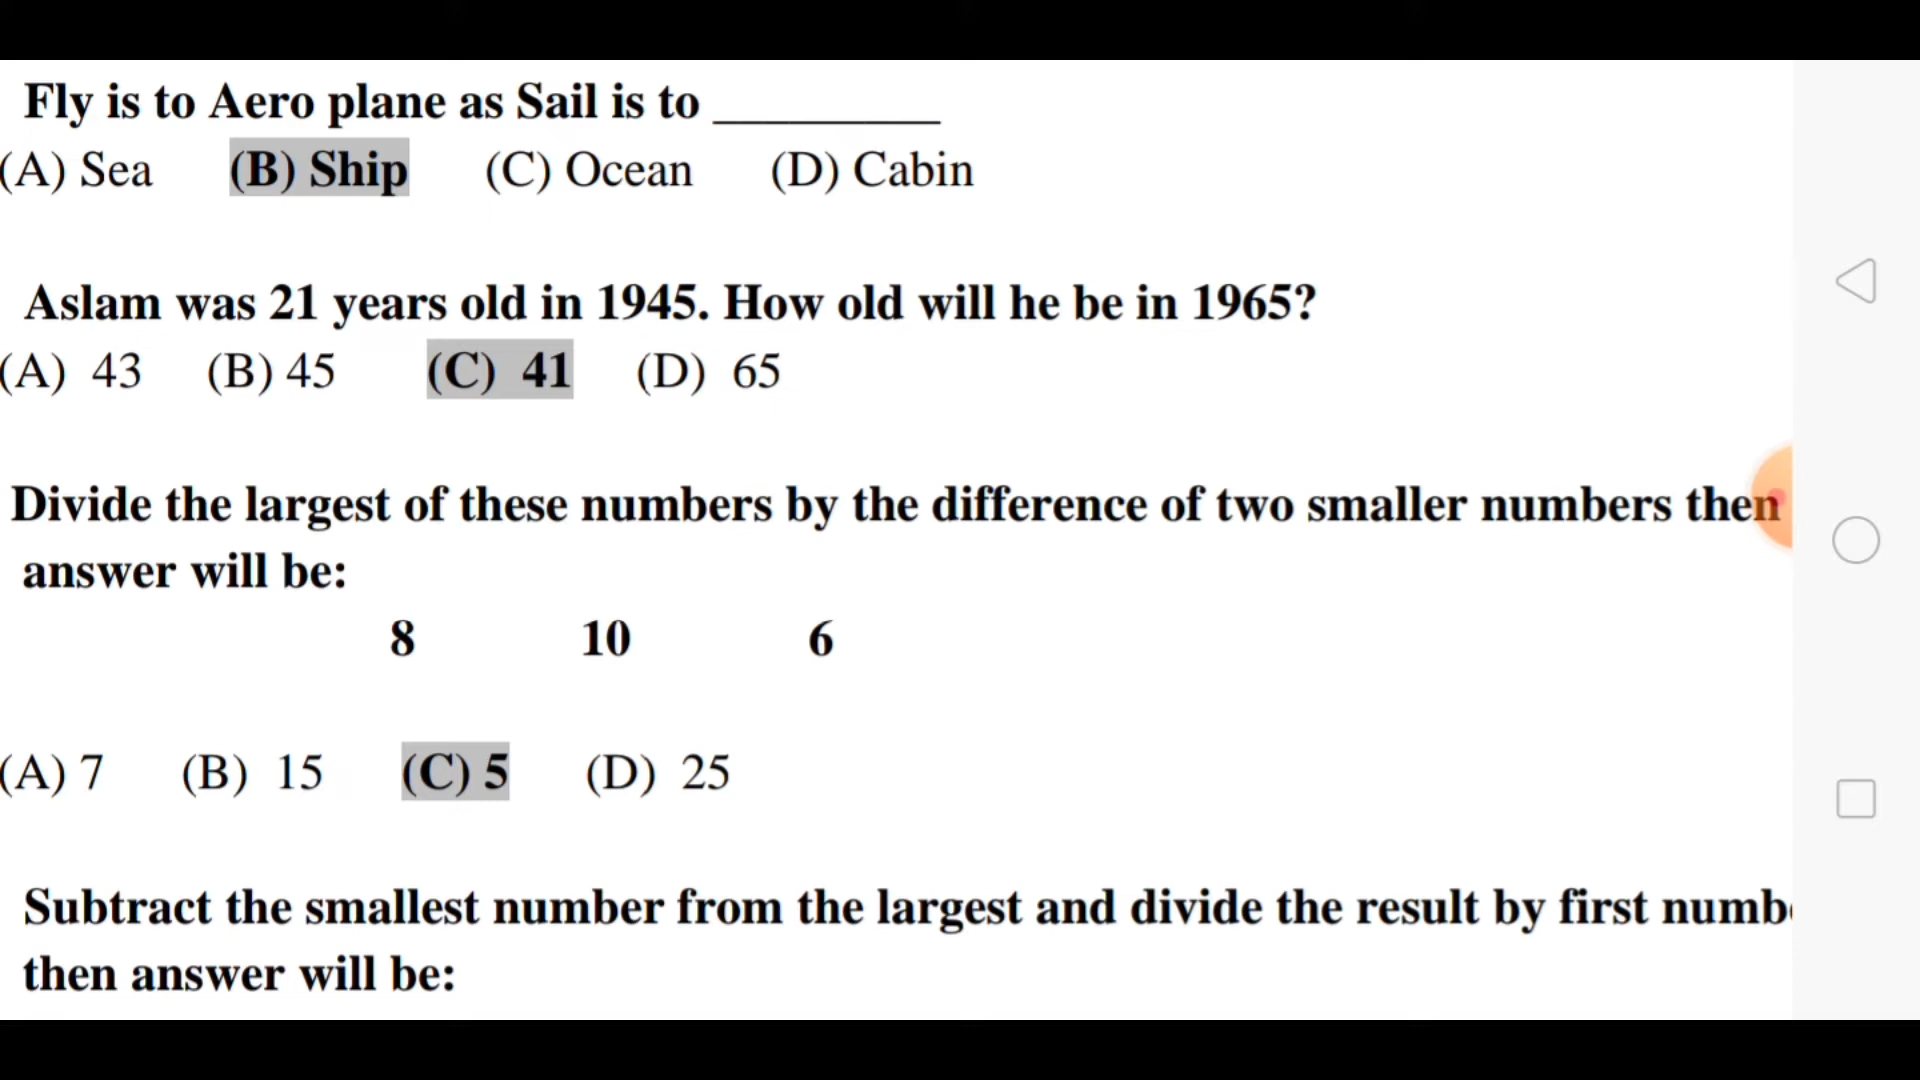 Fly is to Aero plane as Sail is to _________
(A) Sea (B) Ship (C) Ocean (D) Cabin
Aslam was 21 years old in 1945. How old will he be in 1965?
(A) 43 (B) 45 (C) 41 (D) 65
Divide the largest of these numbers by the difference of two smaller numbers then
answer will be:
8 10 6
(A) 7 (B) 15 (C) 5 (D) 25
Subtract the smallest number from the largest and divide the result by first
then answer will be: